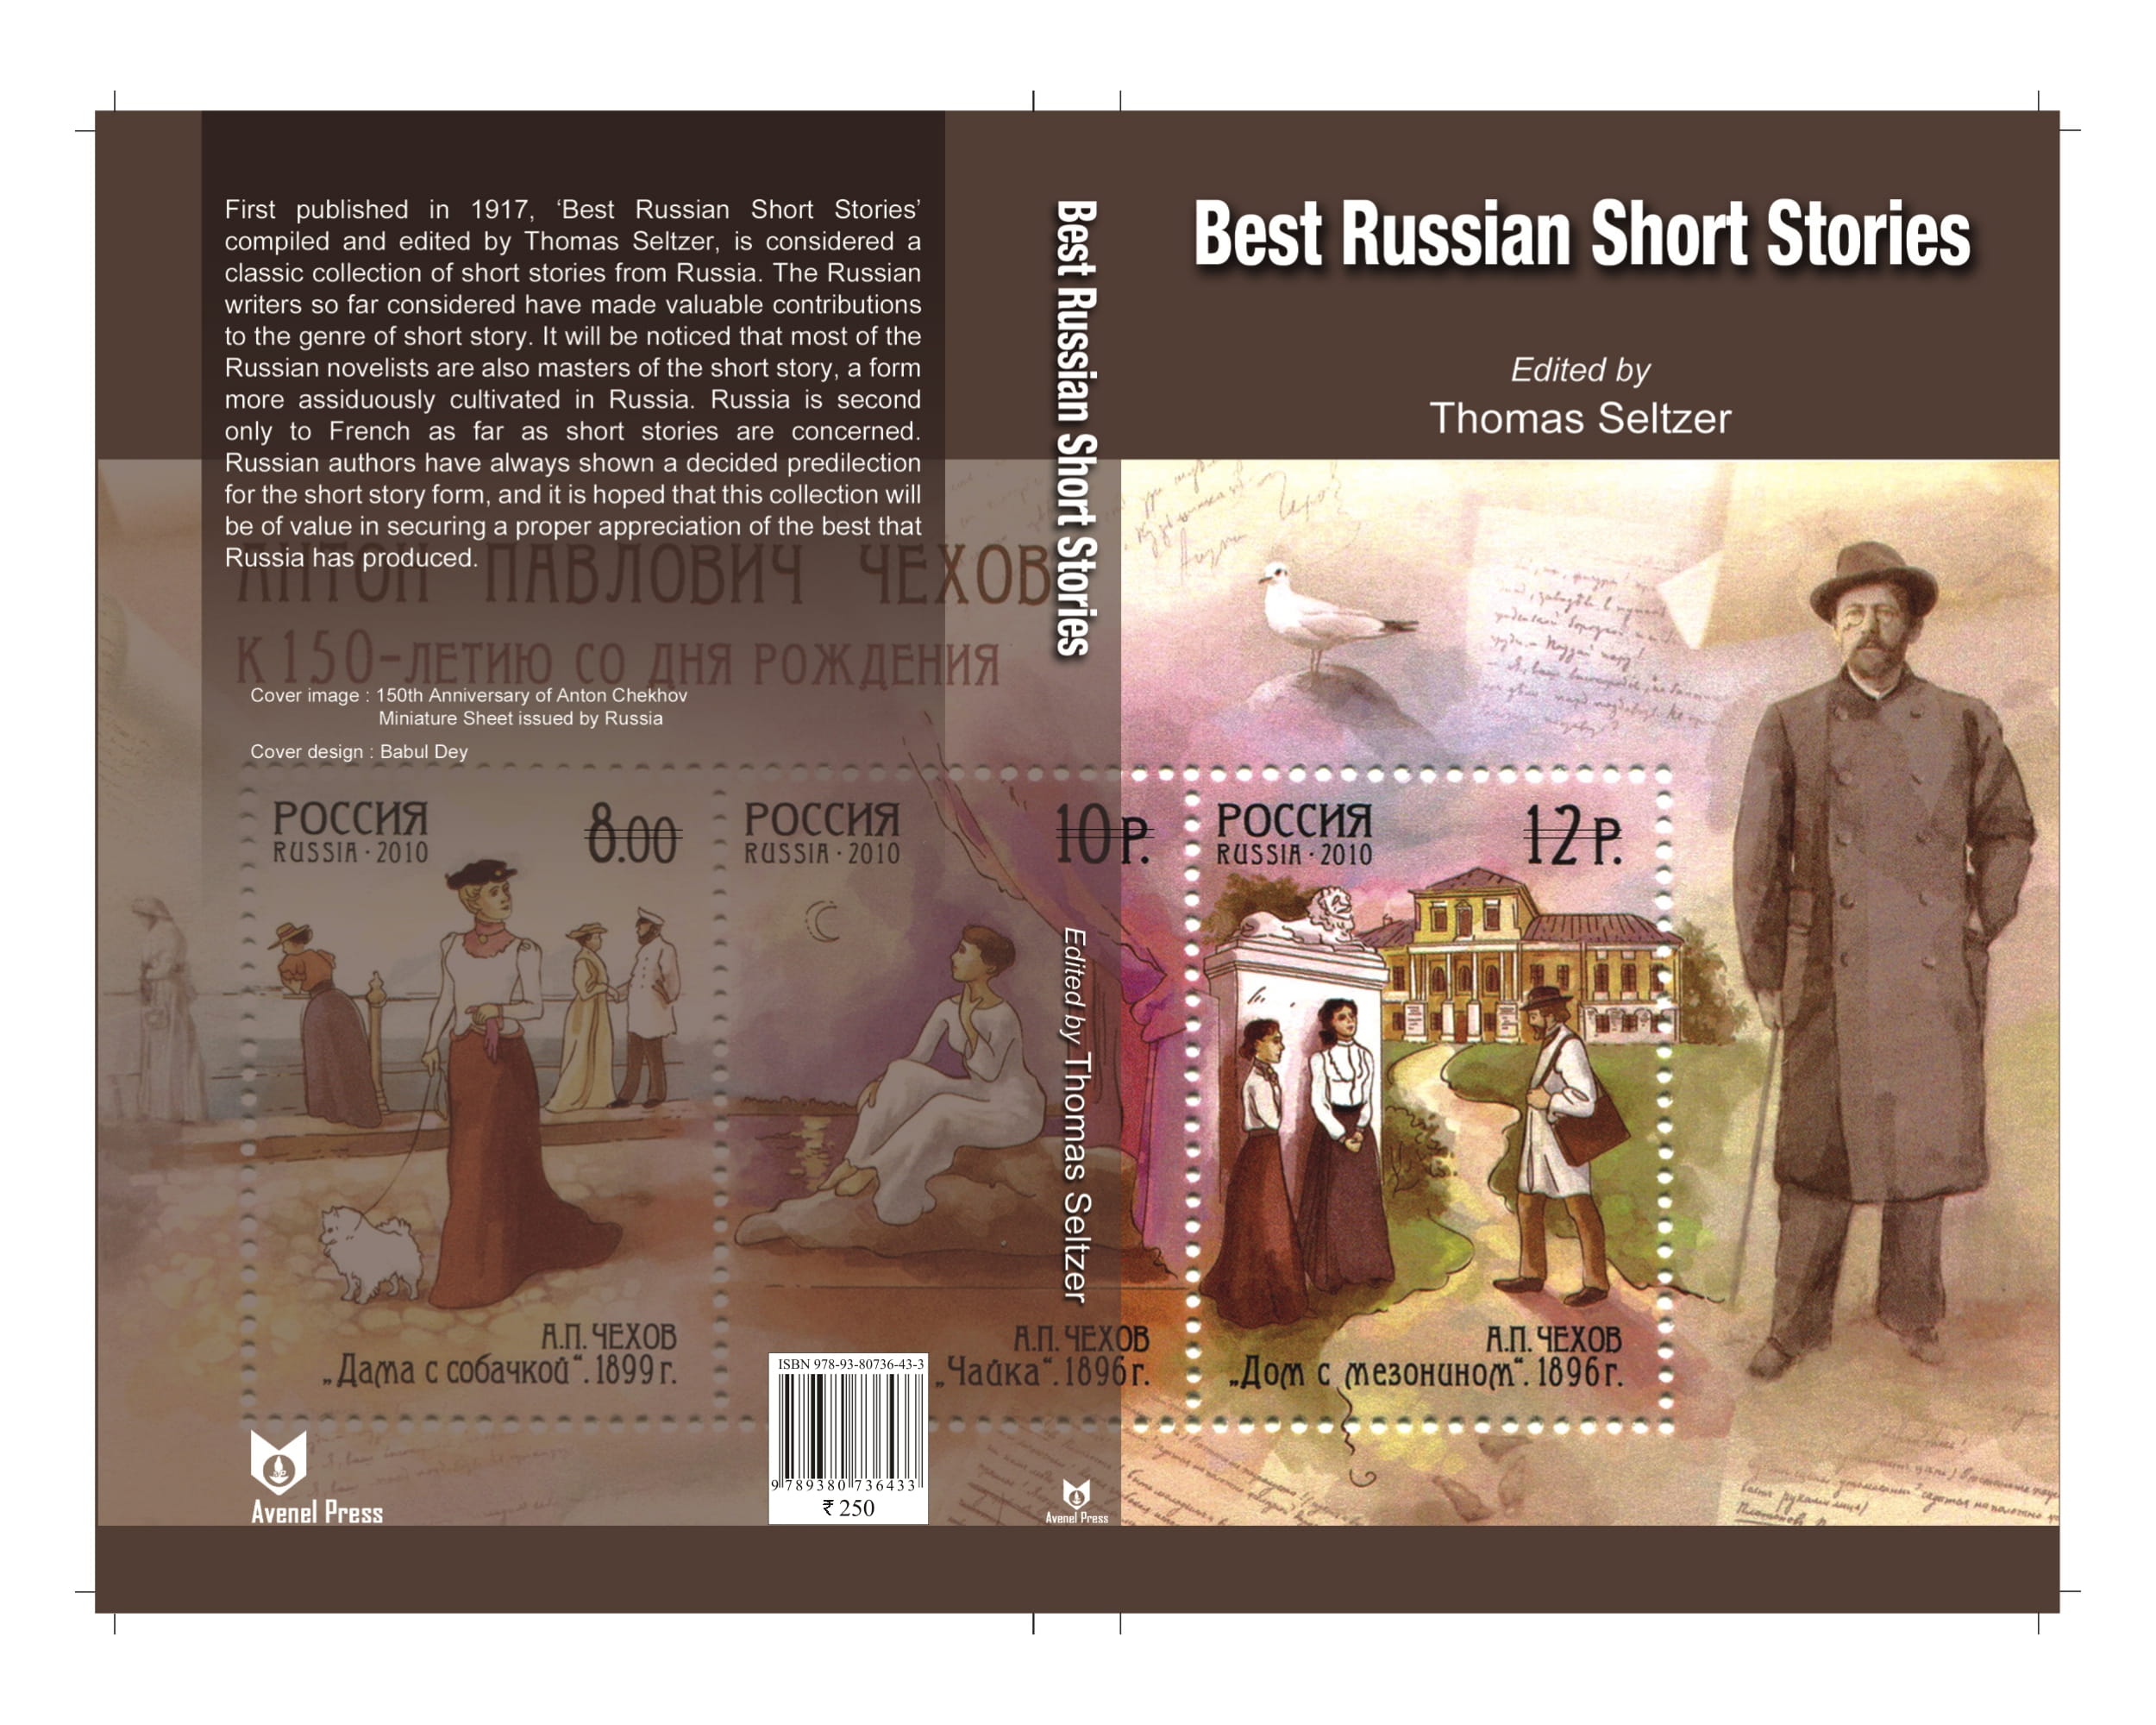 First published in 1917, ‘Best Russian Short Stories’
compiled and edited by Thomas Seltzer, is considered a
classic collection of short stories from Russia. The Russian
writers so far considered have made valuable contributions
to the genre of short story. It will be noticed that most of the
Russian novelists are also masters of the short story, a form
more assiduously cultivated in Russia. Russia is second
only to French as far as short stories are concerned.
Russian authors have always shown a decided predilection
for the short story form, and it is hoped that this collection will
be of value in securing a proper appreciation of the best that
Russia has produced.
АНТОН ПАВЛОВИЧ ЧЕХОВ
К 150-ЛЕТИЮ СО ДНЯ РОЖДЕНИЯ
Cover image : 150th Anniversary of Anton Chekhov
Miniature Sheet issued by Russia
Cover design : Babul Dey
РОССИЯ 8.00
RUSSIA · 2010
А.П. ЧЕХОВ
„Дама с собачкой“. 1899 г.
РОССИЯ 10 Р.
RUSSIA · 2010
А.П. ЧЕХОВ
„Чайка“. 1896 г.
Avenel Press
ISBN 978-93-80736-43-3
9 789380 736433
₹ 250
Best Russian Short Stories
Edited by Thomas Seltzer
Avenel Press
Best Russian Short Stories
Edited by
Thomas Seltzer
РОССИЯ 12 Р.
RUSSIA · 2010
А.П. ЧЕХОВ
„Дом с мезонином“. 1896 г.